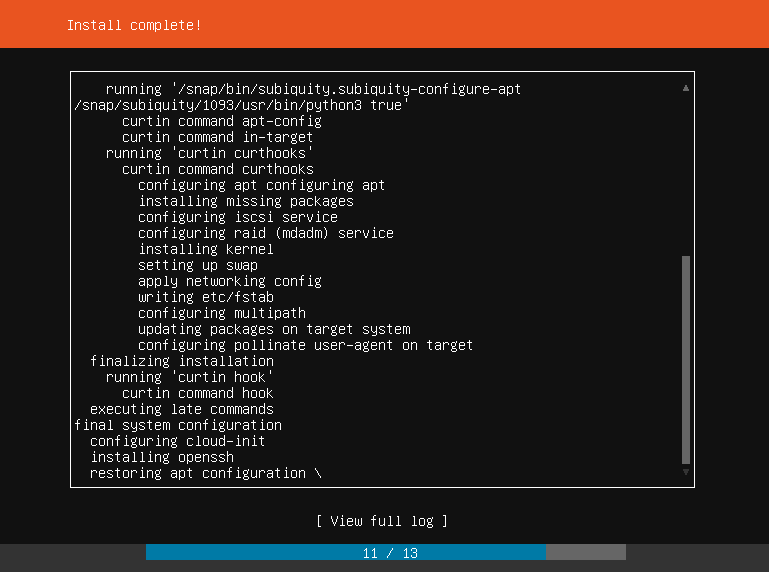 Install complete!
running '/snap/bin/subiquity.subiquity-configure-apt
/snap/subiquity/1093/usr/bin/python3 true'
curtin command apt-config
curtin command in-target
running 'curtin curthooks'
curtin command curthooks
configuring apt configuring apt
installing missing packages
configuring iscsi service
configuring raid (mdadm) service
installing kernel
setting up swap
apply networking config
writing etc/fstab
configuring multipath
updating packages on target system
configuring pollinate user-agent on target
finalizing installation
running 'curtin hook'
curtin command hook
executing late commands
final system configuration
configuring cloud-init
installing openssh
restoring apt configuration \
[ View full log ]
11 / 13